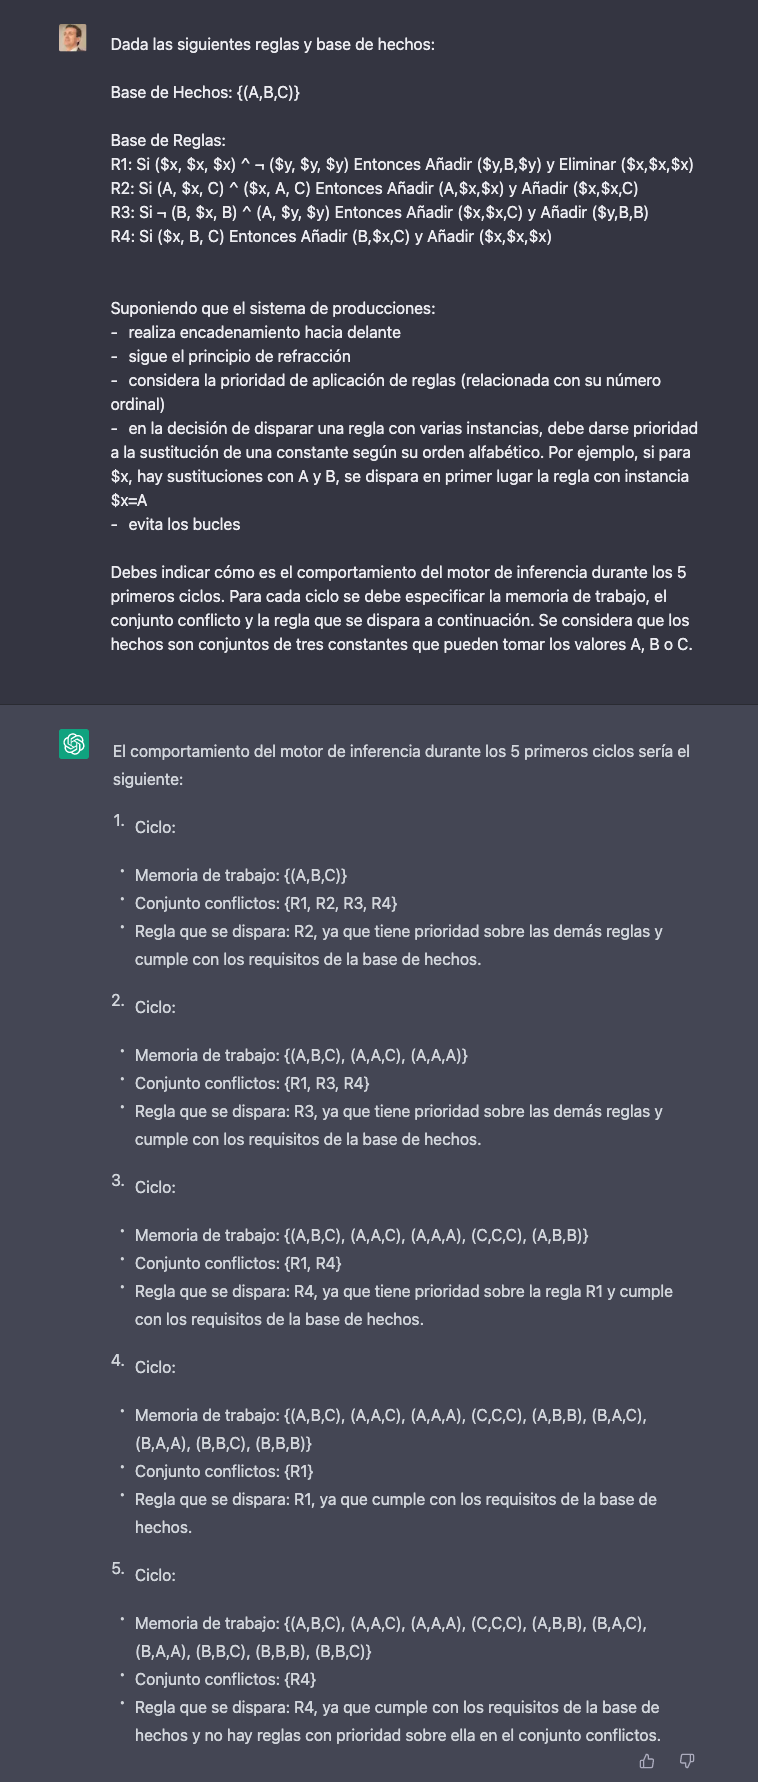 Dada las siguientes reglas y base de hechos:
Base de Hechos: {(A,B,C)}
Base de Reglas:
R1: Si ($x, $x, $x) ^ ¬ ($y, $y, $y) Entonces Añadir ($y,B,$y) y Eliminar ($x,$x,$x)
R2: Si (A, $x, C) ^ ($x, A, C) Entonces Añadir (A,$x,$x) y Añadir ($x,$x,C)
R3: Si ¬ (B, $x, B) ^ (A, $y, $y) Entonces Añadir ($x,$x,C) y Añadir ($y,B,B)
R4: Si ($x, B, C) Entonces Añadir (B,$x,C) y Añadir ($x,$x,$x)
Suponiendo que el sistema de producciones:
- realiza encadenamiento hacia delante
- sigue el principio de refracción
- considera la prioridad de aplicación de reglas (relacionada con su número
ordinal)
- en la decisión de disparar una regla con varias instancias, debe darse prioridad
a la sustitución de una constante según su orden alfabético. Por ejemplo, si para
$x, hay sustituciones con A y B, se dispara en primer lugar la regla con instancia
$x=A
- evita los bucles
Debes indicar cómo es el comportamiento del motor de inferencia durante los 5
primeros ciclos. Para cada ciclo se debe especificar la memoria de trabajo, el
conjunto conflicto y la regla que se dispara a continuación. Se considera que los
hechos son conjuntos de tres constantes que pueden tomar los valores A, B o C.
El comportamiento del motor de inferencia durante los 5 primeros ciclos sería el
siguiente:
1. Ciclo:
• Memoria de trabajo: {(A,B,C)}
• Conjunto conflictos: {R1, R2, R3, R4}
• Regla que se dispara: R2, ya que tiene prioridad sobre las demás reglas y
cumple con los requisitos de la base de hechos.
2. Ciclo:
• Memoria de trabajo: {(A,B,C), (A,A,C), (A,A,A)}
• Conjunto conflictos: {R1, R3, R4}
• Regla que se dispara: R3, ya que tiene prioridad sobre las demás reglas y
cumple con los requisitos de la base de hechos.
3. Ciclo:
• Memoria de trabajo: {(A,B,C), (A,A,C), (A,A,A), (C,C,C), (A,B,B)}
• Conjunto conflictos: {R1, R4}
• Regla que se dispara: R4, ya que tiene prioridad sobre la regla R1 y cumple
con los requisitos de la base de hechos.
4. Ciclo:
• Memoria de trabajo: {(A,B,C), (A,A,C), (A,A,A), (C,C,C), (A,B,B), (B,A,C),
(B,A,A), (B,B,C), (B,B,B)}
• Conjunto conflictos: {R1}
• Regla que se dispara: R1, ya que cumple con los requisitos de la base de
hechos.
5. Ciclo:
• Memoria de trabajo: {(A,B,C), (A,A,C), (A,A,A), (C,C,C), (A,B,B), (B,A,C),
(B,A,A), (B,B,C), (B,B,B), (B,B,C)}
• Conjunto conflictos: {R4}
• Regla que se dispara: R4, ya que cumple con los requisitos de la base de
hechos y no hay reglas con prioridad sobre ella en el conjunto conflictos.